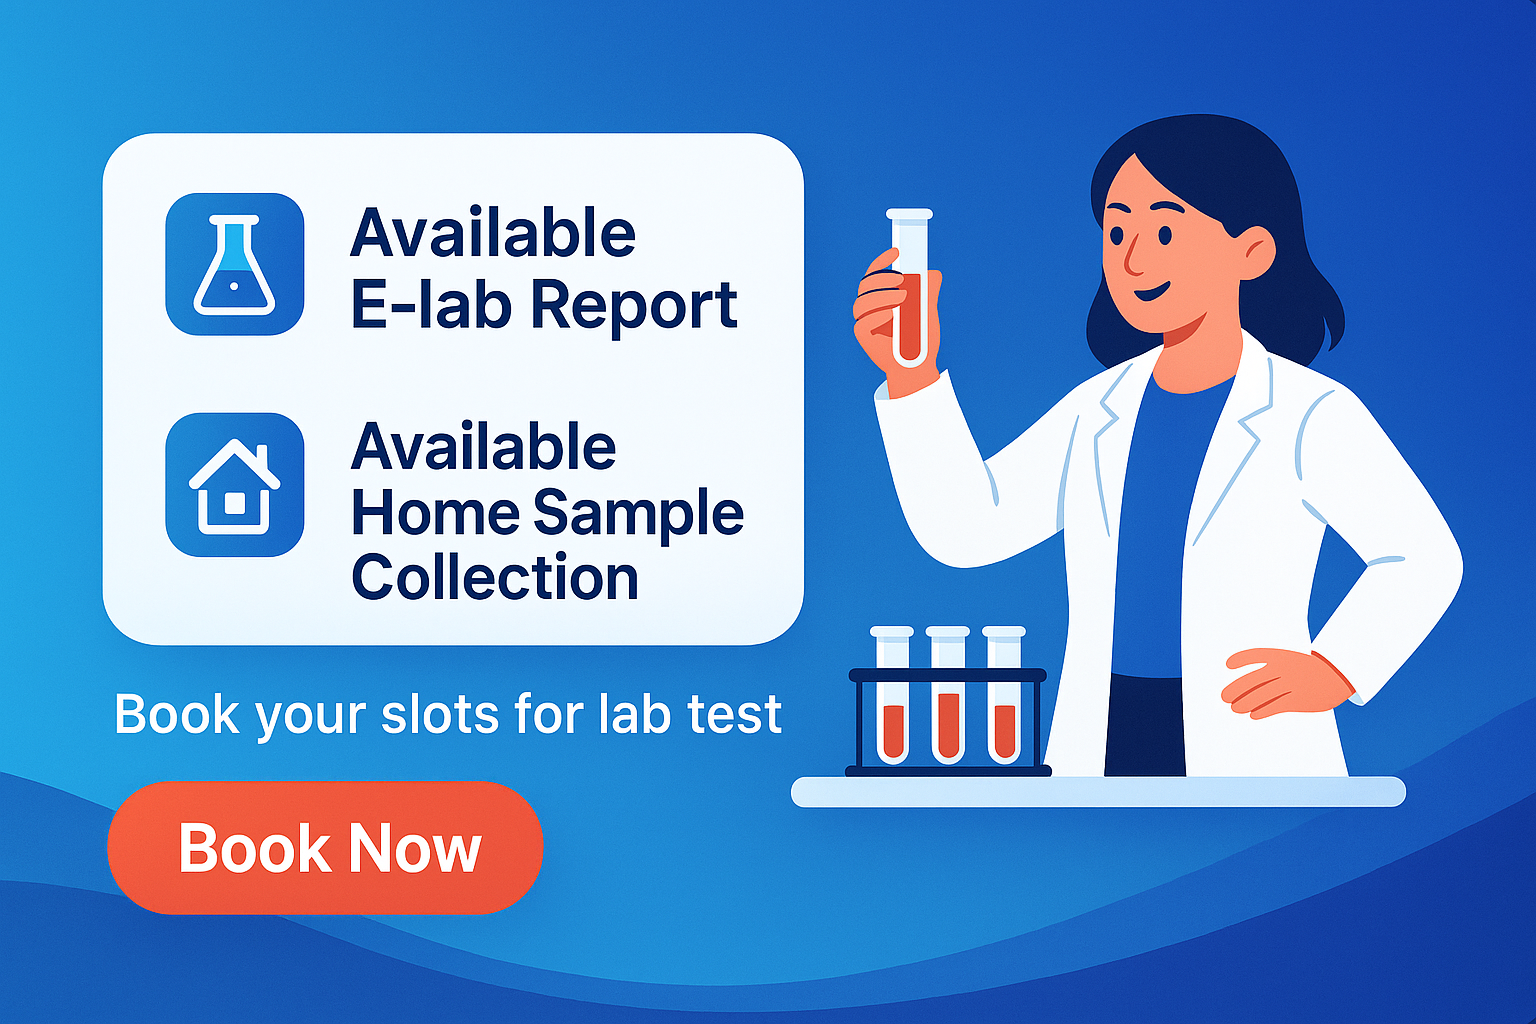 Available
E-lab Report
Available
Home Sample
Collection
Book your slots for lab test
Book Now